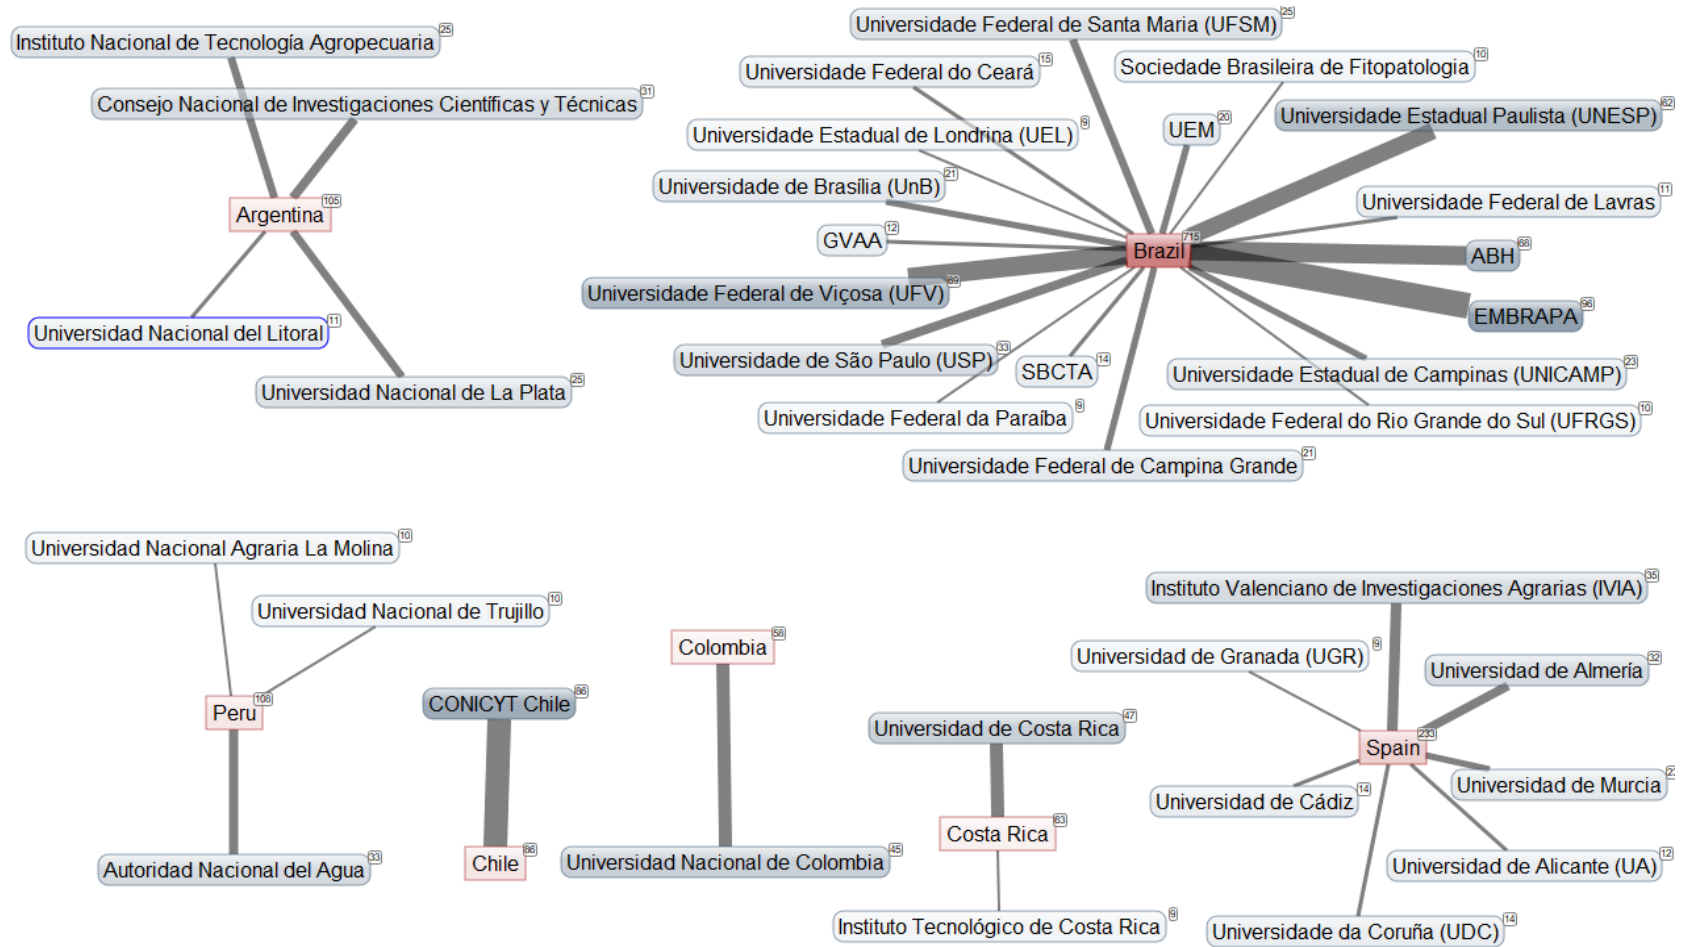 Instituto Nacional de Tecnología Agropecuaria 25
Consejo Nacional de Investigaciones Científicas y Técnicas 31
Argentina 105
Universidad Nacional del Litoral 11
Universidad Nacional de La Plata 25
Universidade Federal de Santa Maria (UFSM) 25
Universidade Federal do Ceará 15
Sociedade Brasileira de Fitopatologia 10
Universidade Estadual de Londrina (UEL) 9
UEM 20
Universidade Estadual Paulista (UNESP) 62
Universidade de Brasília (UnB) 21
Universidade Federal de Lavras 11
GVAA 12
Brazil 715
ABH 68
Universidade Federal de Viçosa (UFV) 69
EMBRAPA 96
Universidade de São Paulo (USP) 33
SBCTA 14
Universidade Estadual de Campinas (UNICAMP) 23
Universidade Federal da Paraíba 9
Universidade Federal do Rio Grande do Sul (UFRGS) 10
Universidade Federal de Campina Grande 21
Universidad Nacional Agraria La Molina 10
Universidad Nacional de Trujillo 10
Peru 108
Autoridad Nacional del Agua 33
CONICYT Chile 86
Chile 86
Colombia 58
Universidad Nacional de Colombia 45
Universidad de Costa Rica 47
Costa Rica 63
Instituto Tecnológico de Costa Rica 9
Instituto Valenciano de Investigaciones Agrarias (IVIA) 35
Universidad de Granada (UGR) 9
Universidad de Almería 32
Spain 233
Universidad de Murcia
Universidad de Cádiz 14
Universidad de Alicante (UA) 12
Universidade da Coruña (UDC) 14